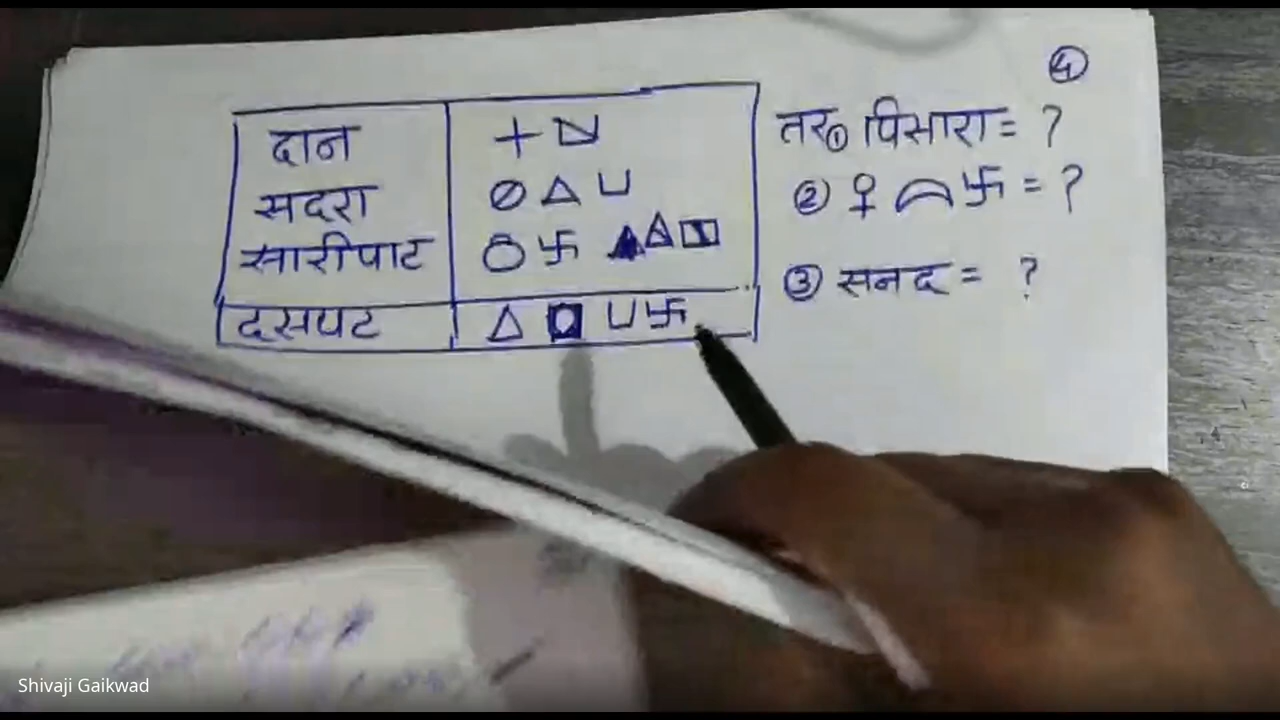 ④
दान + ◺
सदरा ⊘ △ ⊔
सारीपाट ○ 卐 ▲ △ ◧
दसपट △ ▣ ⊔ 卐
तर ① पिसारा = ?
② ♀ ⌓ 卐 = ?
③ सनद = ?
Shivaji Gaikwad